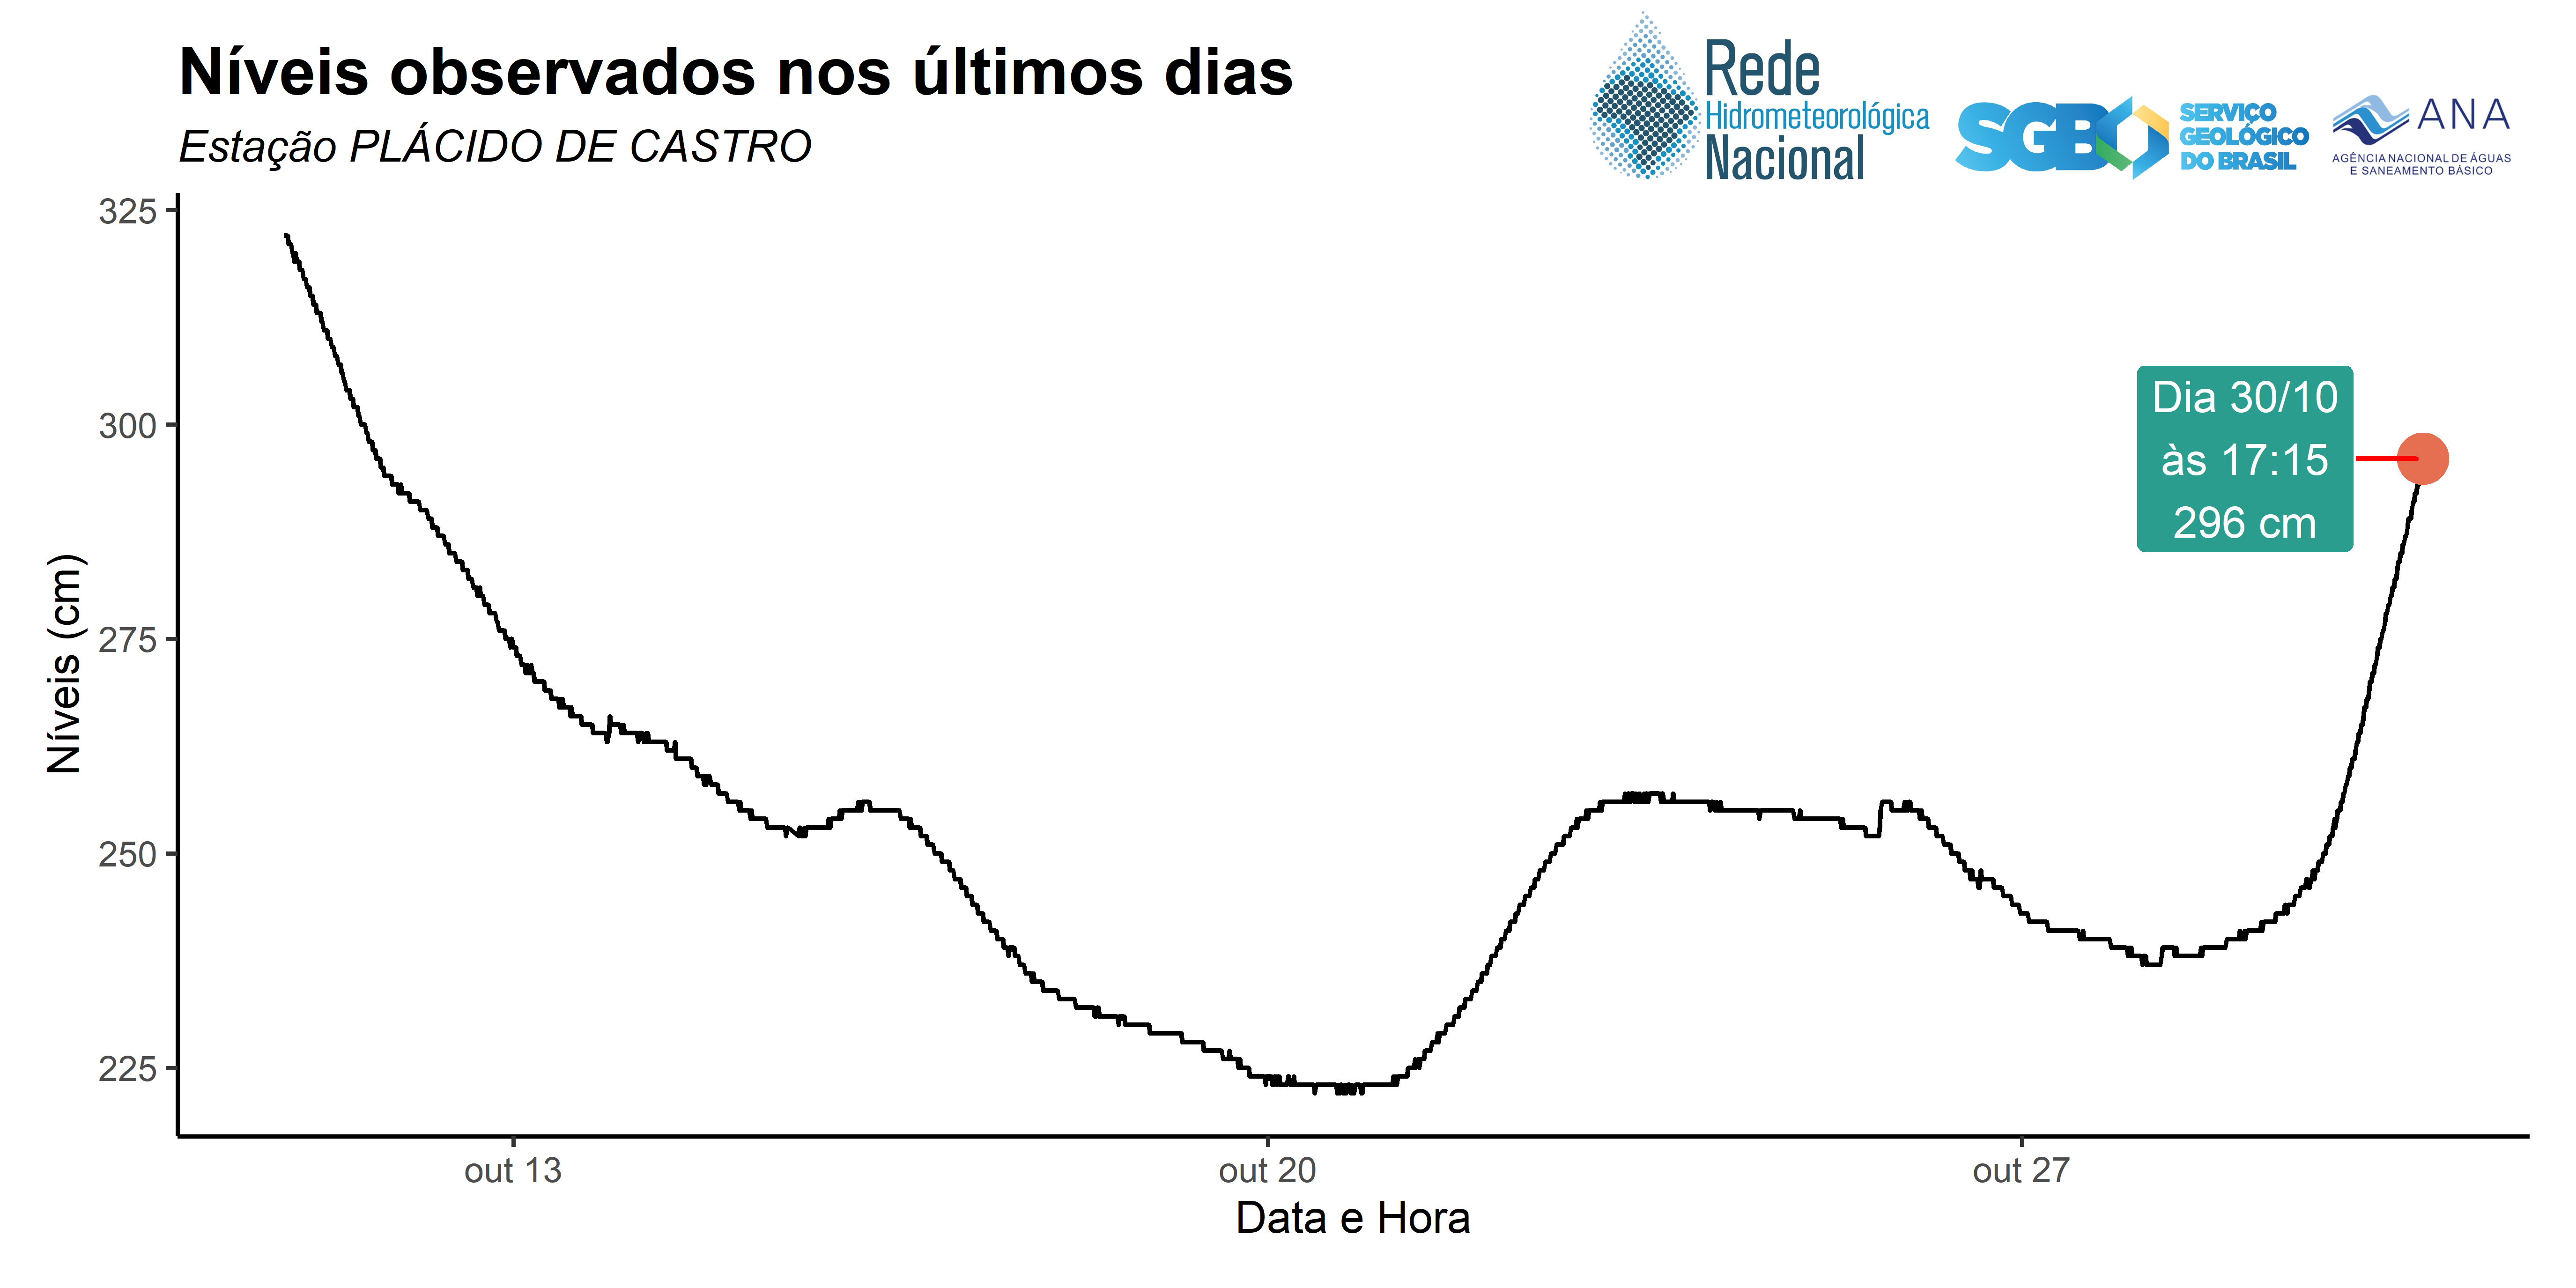 Níveis observados nos últimos dias
Estação PLÁCIDO DE CASTRO
Rede
Hidrometeorológica
Nacional
SGB
SERVIÇO
GEOLÓGICO
DO BRASIL
ANA
AGÊNCIA NACIONAL DE ÁGUAS
E SANEAMENTO BÁSICO
Níveis (cm)
325
300
275
250
225
Dia 30/10
às 17:15
296 cm
out 13
out 20
out 27
Data e Hora